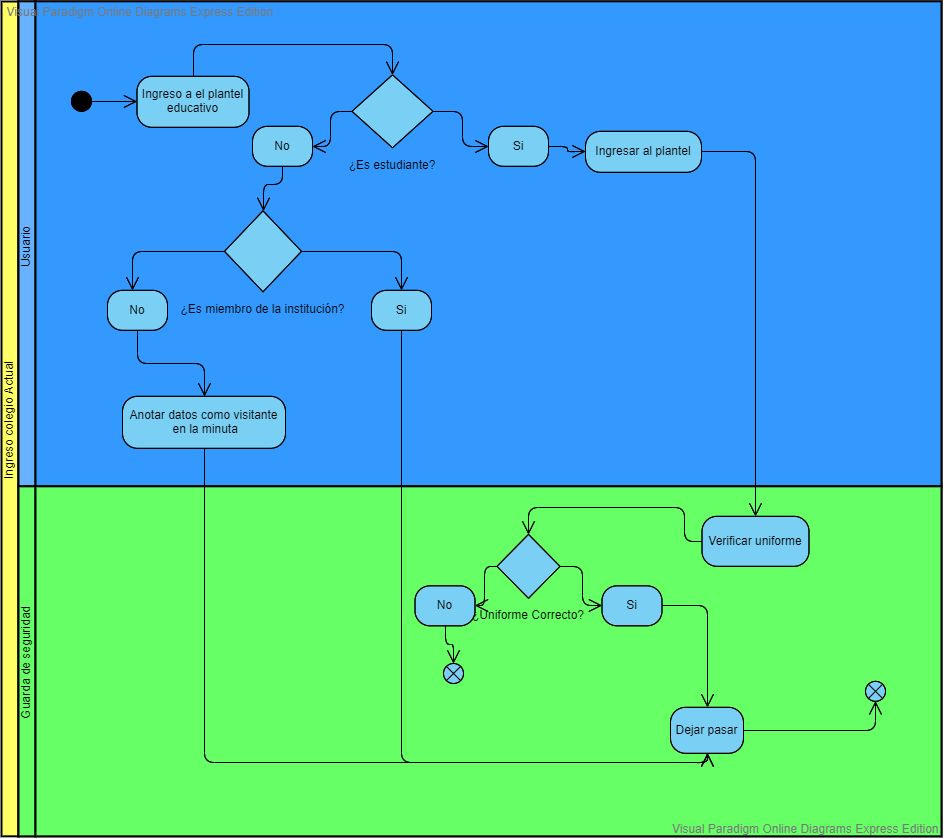 Visual Paradigm Online Diagrams Express Edition
Ingreso colegio Actual
Usuario
Ingreso a el plantel
educativo
No
¿Es estudiante?
Si
Ingresar al plantel
No
¿Es miembro de la institución?
Si
Anotar datos como visitante
en la minuta
Guarda de seguridad
Verificar uniforme
No
¿Uniforme Correcto?
Si
Dejar pasar
Visual Paradigm Online Diagrams Express Edition